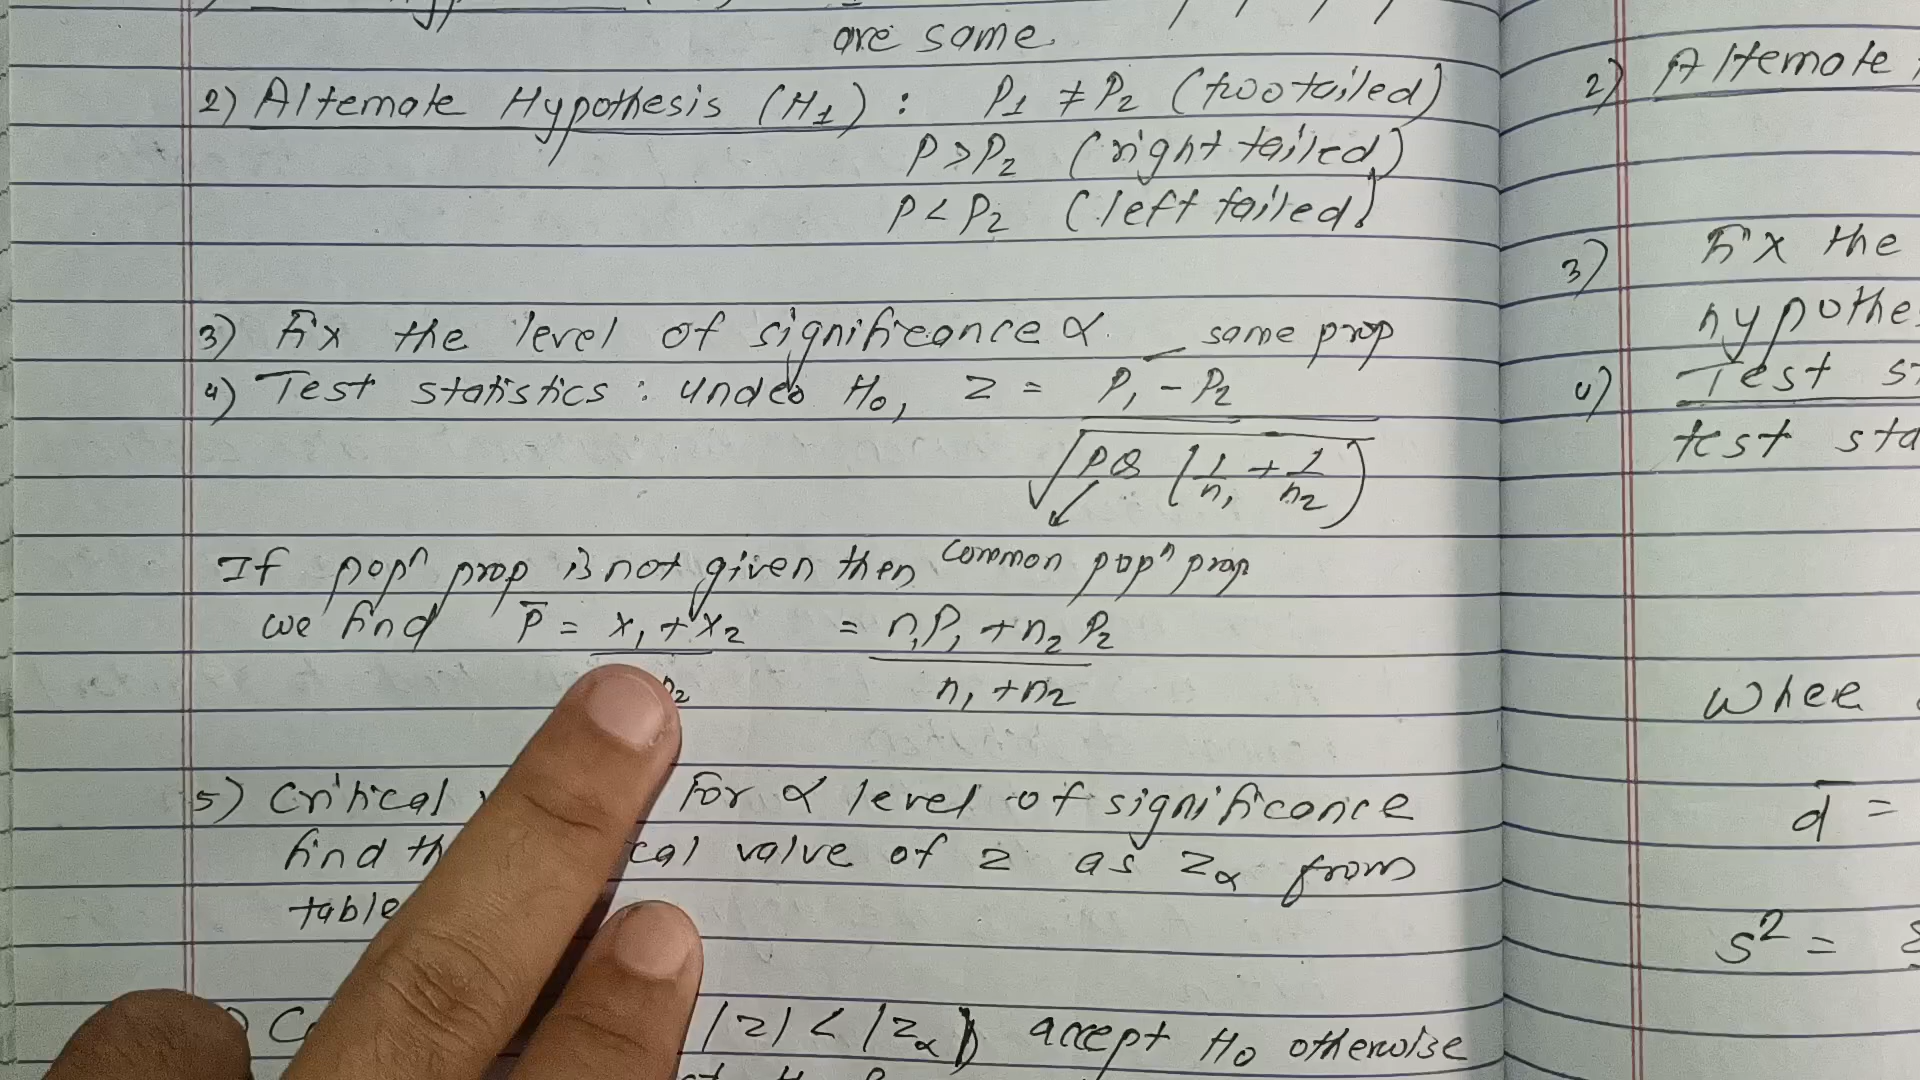 are same
2) Alternate Hypothesis (H1) : P1 ≠ P2 (two tailed)
P > P2 (right tailed)
P < P2 (left tailed)
3) Fix the level of significance α
same prop
4) Test statistics : under H0, Z = P1 - P2
√PQ (1/n1 + 1/n2)
If popn prop is not given then common popn prop
we find P̄ = x1 + x2 = n1P1 + n2P2
n2 n1 + n2
5) Critical For α level of significance
find cal value of z as zα from
table
|z| < |zα| accept H0 otherwise
2) Alternate
3) Fix the
hypothe
4) Test st
test sta
Where
d̄ =
s² =